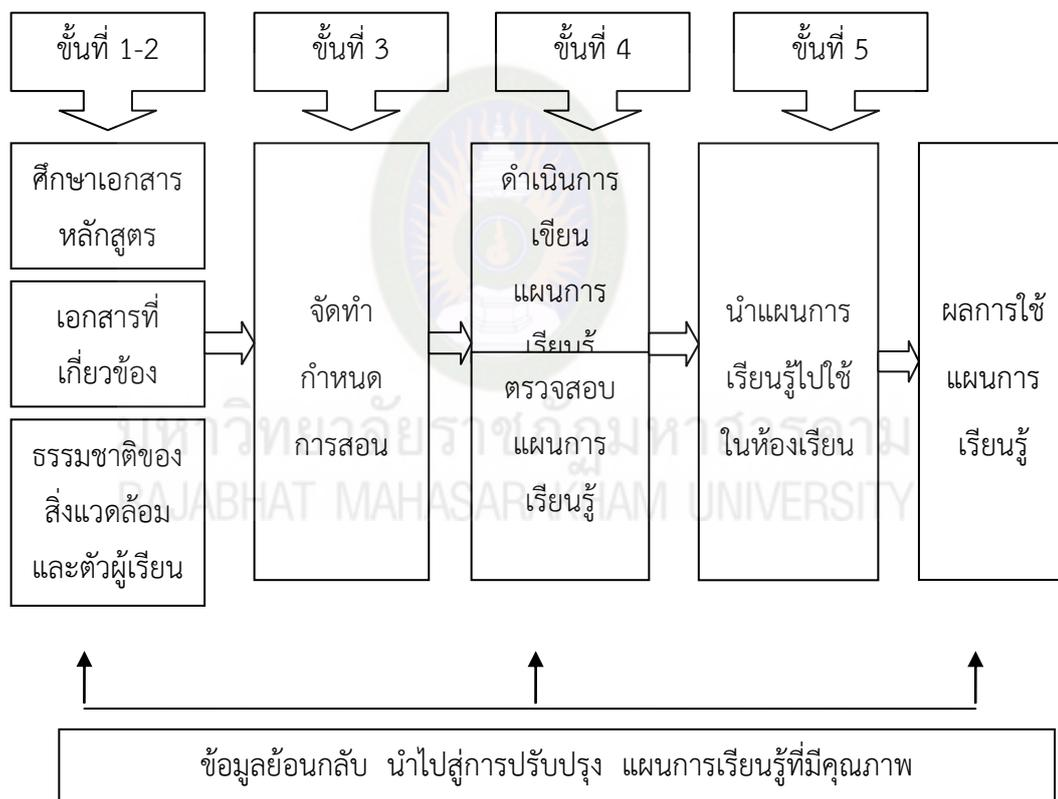 ขั้นที่ 1-2
ขั้นที่ 3
ขั้นที่ 4
ขั้นที่ 5
ศึกษาเอกสาร
หลักสูตร
เอกสารที่
เกี่ยวข้อง
ธรรมชาติของ
สิ่งแวดล้อม
และตัวผู้เรียน
จัดทำ
กำหนด
การสอน
ดำเนินการ
เขียน
แผนการ
เรียนรู้
ตรวจสอบ
แผนการ
เรียนรู้
นำแผนการ
เรียนรู้ไปใช้
ในห้องเรียน
ผลการใช้
แผนการ
เรียนรู้
มหาวิทยาลัยราชภัฏมหาสารคาม
RAJABHAT MAHASARAKHAM UNIVERSITY
ข้อมูลย้อนกลับ นำไปสู่การปรับปรุง แผนการเรียนรู้ที่มีคุณภาพ